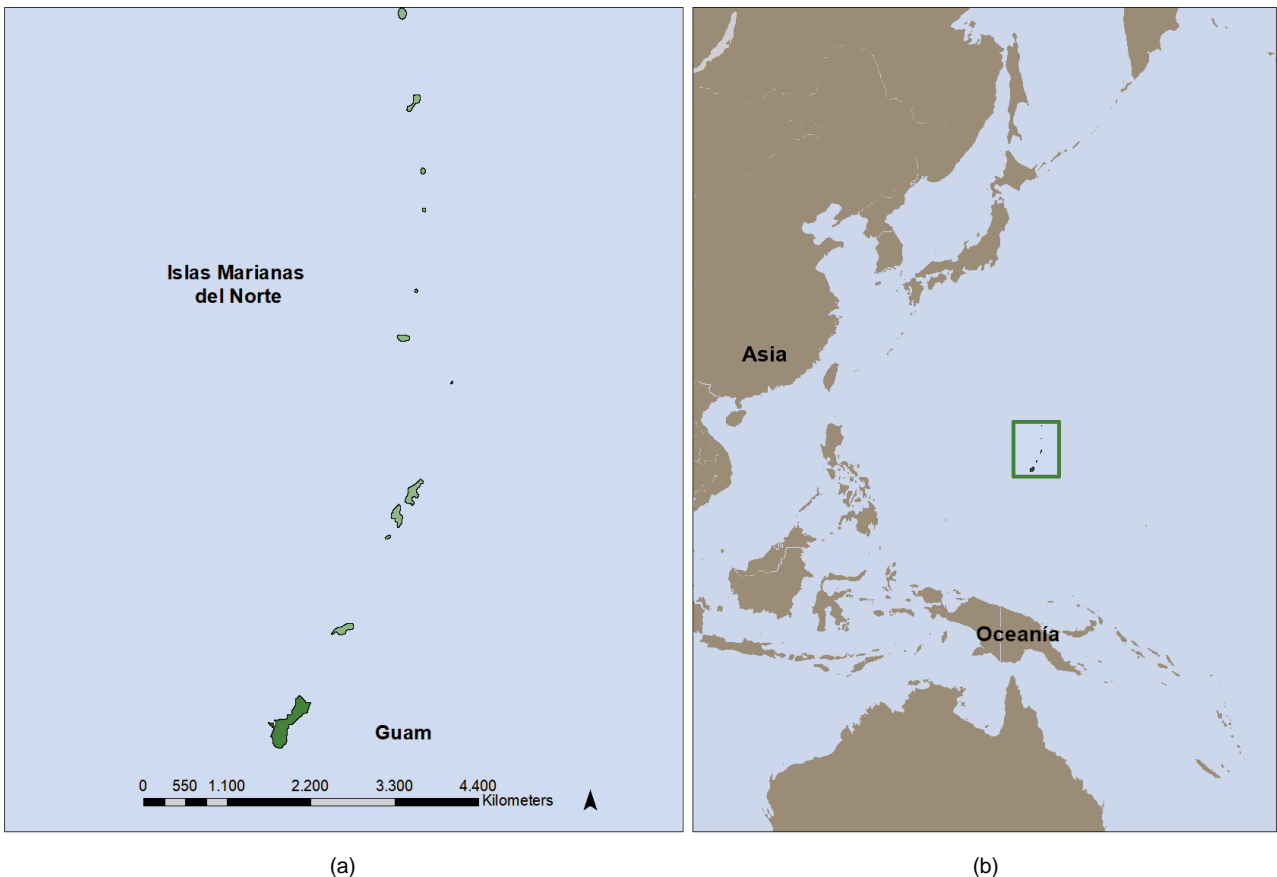 Islas Marianas
del Norte
Guam
0 550 1.100 2.200 3.300 4.400
Kilometers
Asia
Oceanía
(a)
(b)